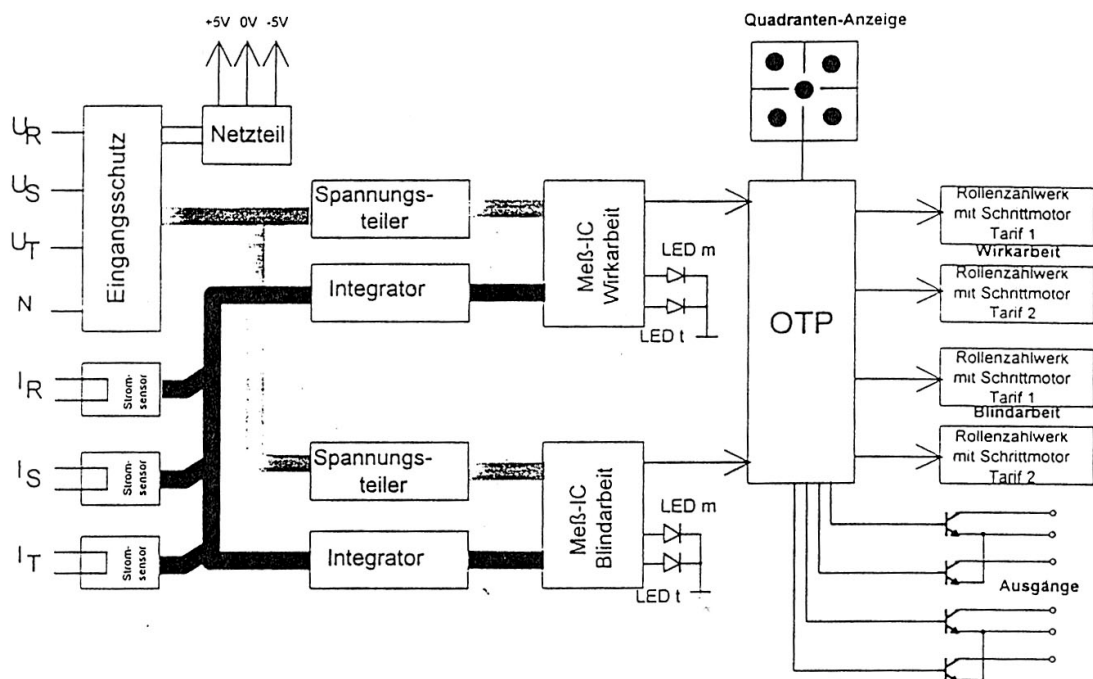 +5V 0V -5V
Quadranten-Anzeige
U_R
U_S
U_T
N
Eingangsschutz
Netzteil
Spannungs-
teiler
Integrator
Meß-IC
Wirkarbeit
LED m
LED t
OTP
Rollenzahlwerk
mit Schnttmotor
Tarif 1
Wirkarbeit
Rollenzahlwerk
mit Schrittmotor
Tarif 2
Rollenzahlwerk
mit Schrittmotor
Tarif 1
Blindarbeit
Rollenzahlwerk
mit Schrittmotor
Tarif 2
I_R
Strom-
sensor
I_S
Strom-
sensor
I_T
Strom-
sensor
Spannungs-
teiler
Integrator
Meß-IC
Blindarbeit
LED m
LED t
Ausgänge